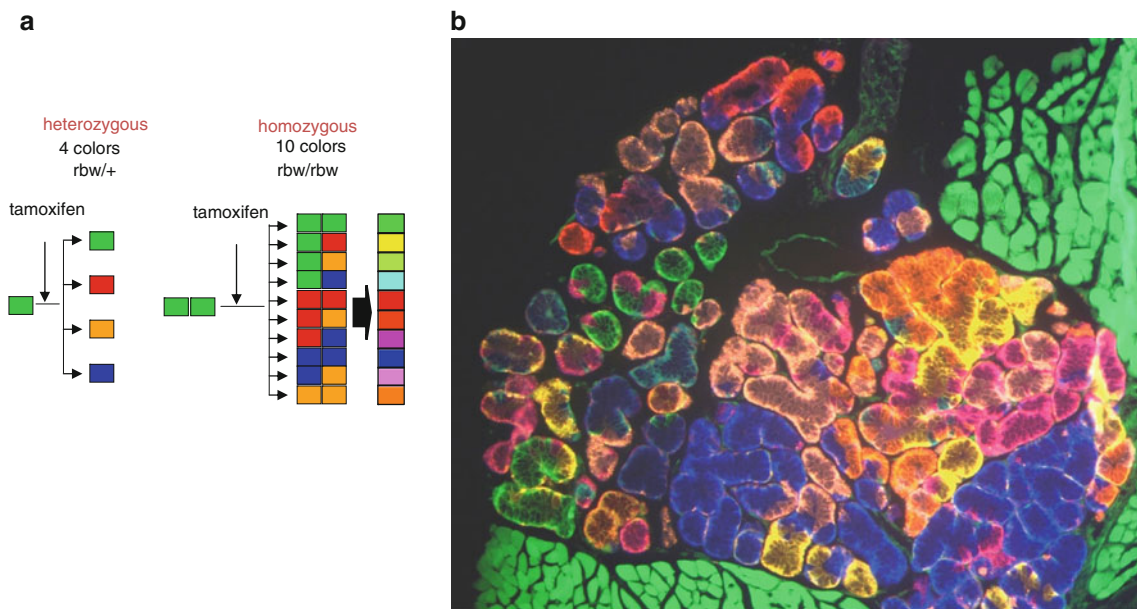 a
heterozygous
4 colors
rbw/+
tamoxifen
homozygous
10 colors
rbw/rbw
tamoxifen
b